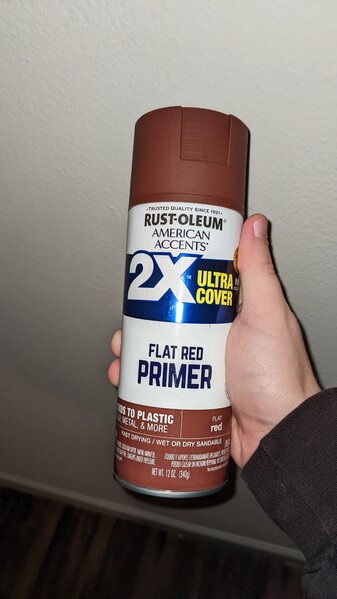 TRUSTED QUALITY SINCE 1921
RUST-OLEUM®
AMERICAN
ACCENTS®
2X ULTRA
COVER
FLAT RED
PRIMER
DS TO PLASTIC
METAL, & MORE
FLAT
red
FAST DRYING / WET OR DRY SANDABLE
NET WT. 12 OZ. (340g)